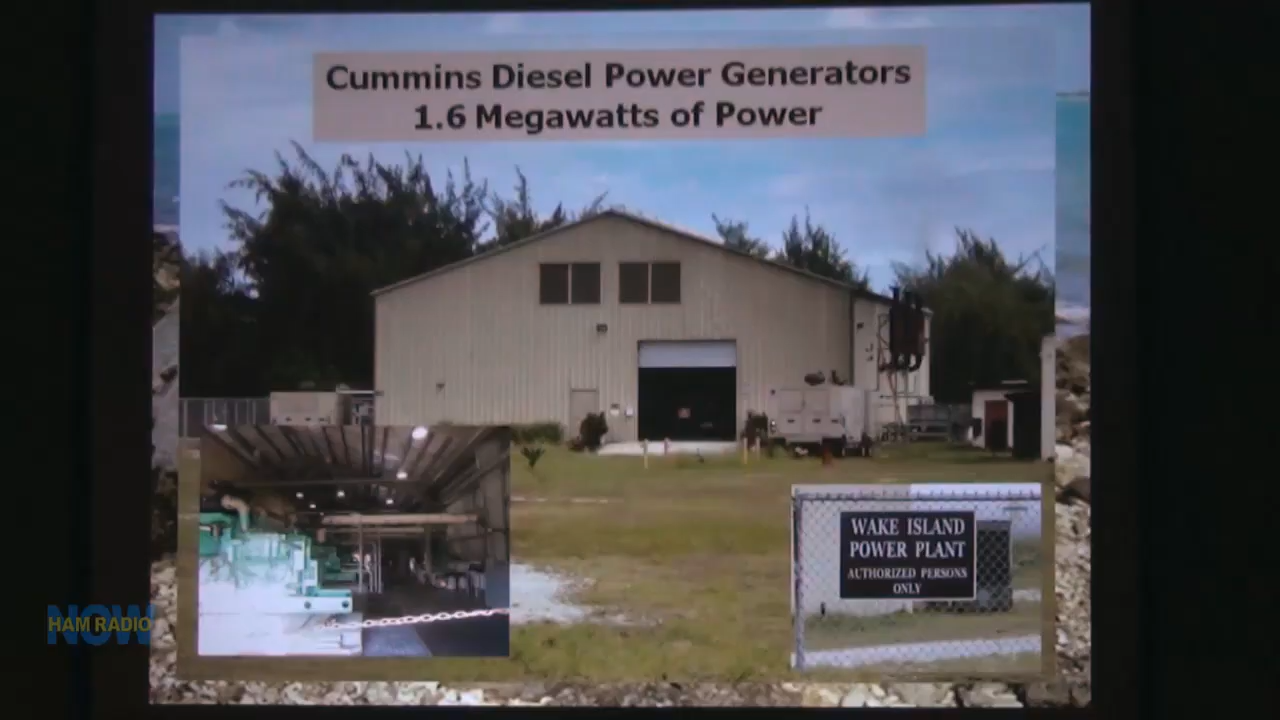 Cummins Diesel Power Generators
1.6 Megawatts of Power
WAKE ISLAND
POWER PLANT
AUTHORIZED PERSONS
ONLY
HAM RADIO
NOW